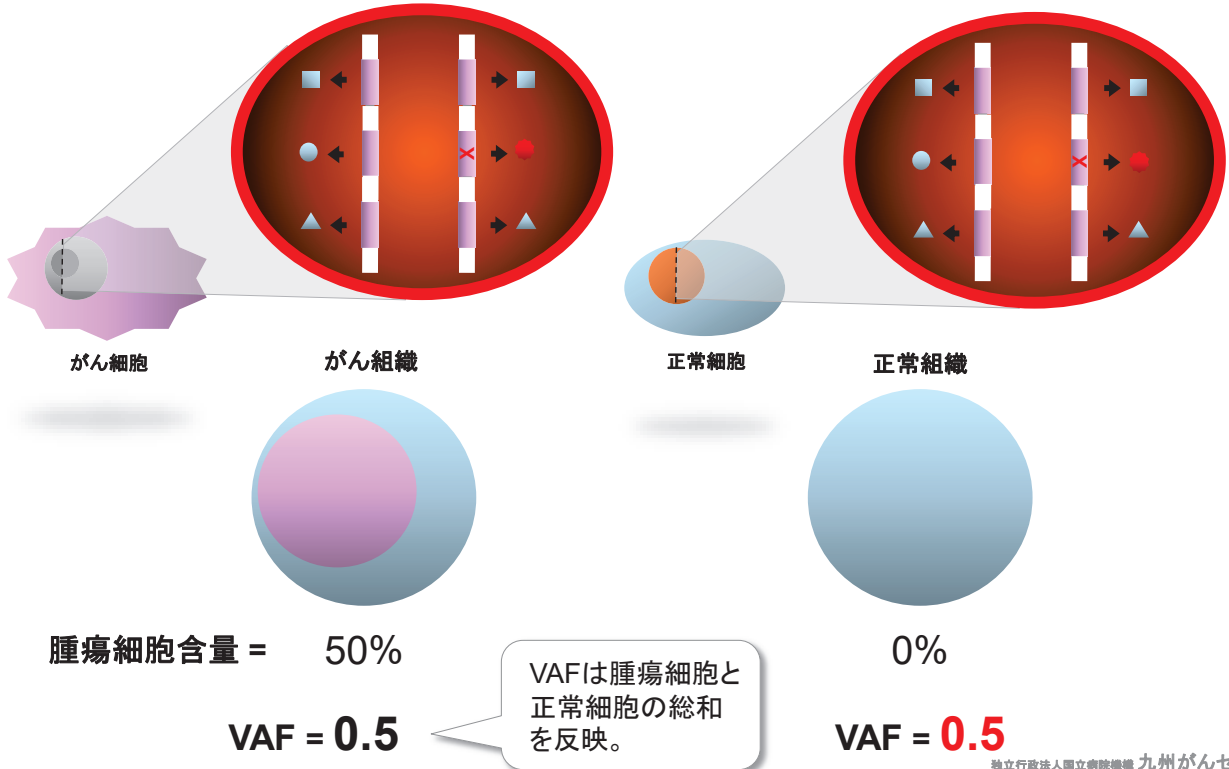 がん細胞
がん組織
正常細胞
正常組織
腫瘍細胞含量 = 50%
0%
VAFは腫瘍細胞と
正常細胞の総和
を反映。
VAF = 0.5
VAF = 0.5
独立行政法人国立病院機構 九州がんセ